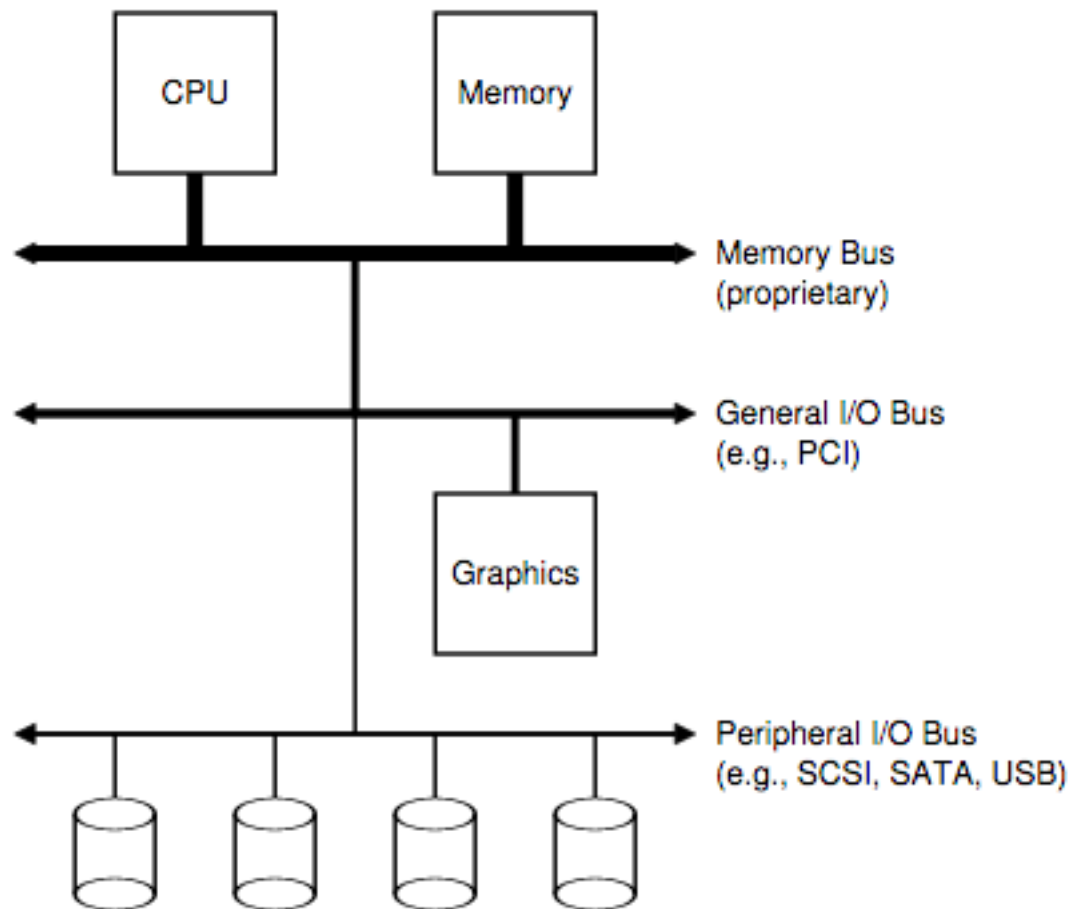 CPU
Memory
Memory Bus
(proprietary)
General I/O Bus
(e.g., PCI)
Graphics
Peripheral I/O Bus
(e.g., SCSI, SATA, USB)